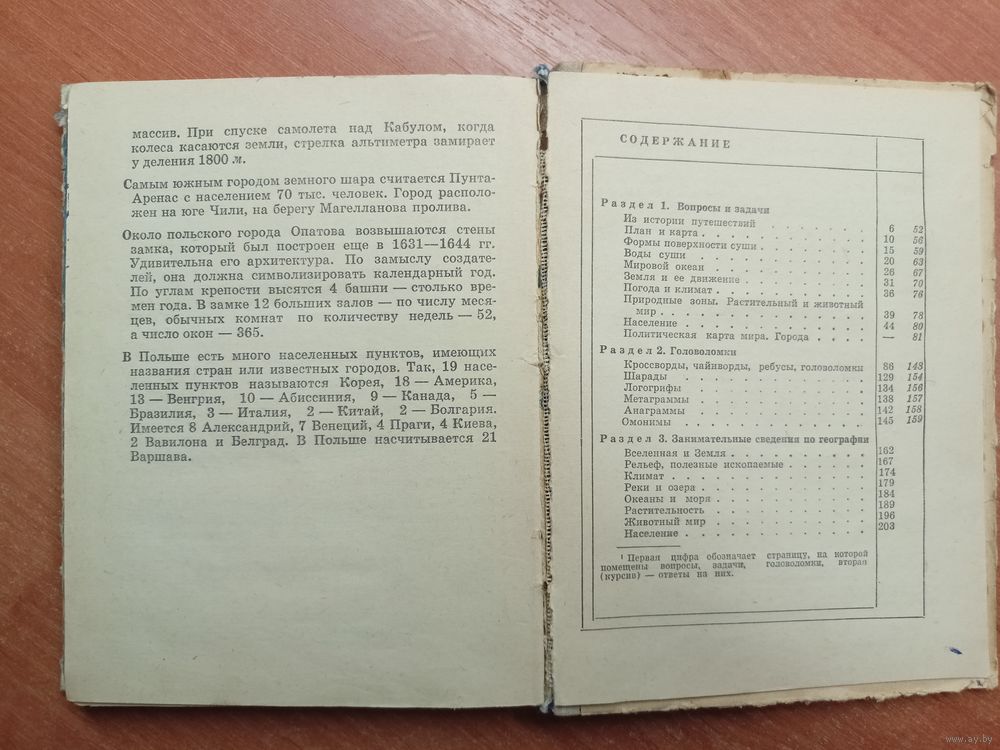 массив. При спуске самолета над Кабулом, когда
колеса касаются земли, стрелка альтиметра замирает
у деления 1800 м.
Самым южным городом земного шара считается Пунта-
Аренас с населением 70 тыс. человек. Город располо-
жен на юге Чили, на берегу Магелланова пролива.
Около польского города Опатова возвышаются стены
замка, который был построен еще в 1631—1644 гг.
Удивительна его архитектура. По замыслу создате-
лей, она должна символизировать календарный год.
По углам крепости высятся 4 башни — столько вре-
мен года. В замке 12 больших залов — по числу меся-
цев, обычных комнат по количеству недель — 52,
а число окон — 365.
В Польше есть много населенных пунктов, имеющих
названия стран или известных городов. Так, 19 насе-
ленных пунктов называются Корея, 18 — Америка,
13 — Венгрия, 10 — Абиссиния, 9 — Канада, 5 —
Бразилия, 3 — Италия, 2 — Китай, 2 — Болгария.
Имеется 8 Александрий, 7 Венеций, 4 Праги, 4 Киева,
2 Вавилона и Белград. В Польше насчитывается 21
Варшава.
СОДЕРЖАНИЕ
Раздел 1. Вопросы и задачи
Из истории путешествий . . . . . 6 52
План и карта . . . . . . . . . 10 56
Формы поверхности суши . . . . . . 15 59
Воды суши . . . . . . . . . 20 63
Мировой океан . . . . . . . . 26 67
Земля и ее движение . . . . . . . 31 70
Погода и климат . . . . . . . . 36 76
Природные зоны. Растительный и животный
мир . . . . . . . . . . . 39 78
Население . . . . . . . . . . 44 80
Политическая карта мира. Города . . . . — 81
Раздел 2. Головоломки
Кроссворды, чайнворды, ребусы, головоломки 86 143
Шарады . . . . . . . . . . 129 154
Логогрифы . . . . . . . . . 134 156
Метаграммы . . . . . . . . . 138 157
Анаграммы . . . . . . . . . 142 158
Омонимы . . . . . . . . . . 145 159
Раздел 3. Занимательные сведения по географии
Вселенная и Земля . . . . . . . . 162
Рельеф, полезные ископаемые . . . . . 167
Климат . . . . . . . . . . . 174
Реки и озера . . . . . . . . . 179
Океаны и моря . . . . . . . . . 184
Растительность . . . . . . . . . 189
Животный мир . . . . . . . . . 196
Население . . . . . . . . . . 203
¹ Первая цифра обозначает страницу, на которой
помещены вопросы, задачи, головоломки, вторая
(курсив) — ответы на них.
www.ay.by